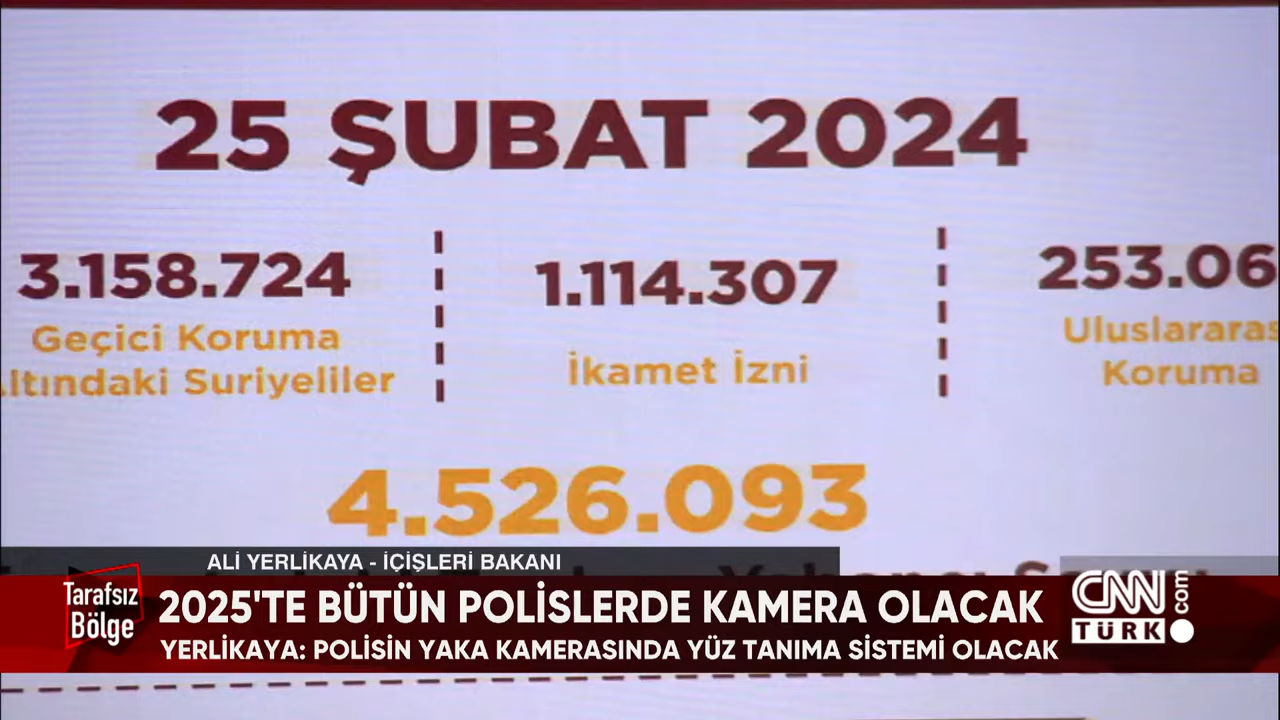 25 ŞUBAT 2024
3.158.724
Geçici Koruma
Altındaki Suriyeliler
1.114.307
İkamet İzni
253.06
Uluslararas
Koruma
4.526.093
ALİ YERLİKAYA - İÇİŞLERİ BAKANI
Tarafsız
Bölge
2025'TE BÜTÜN POLİSLERDE KAMERA OLACAK
YERLİKAYA: POLİSİN YAKA KAMERASINDA YÜZ TANIMA SİSTEMİ OLACAK
CNN
TÜRK
.com